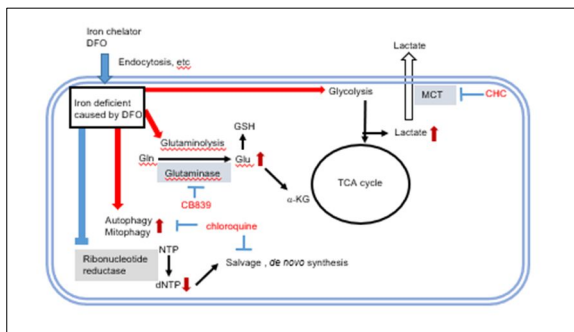 Iron chelator
DFO
Endocytosis, etc
Lactate
Iron deficient
caused by DFO
Glycolysis
MCT
CHC
GSH
Lactate
Glutaminolysis
Gln
Glu
Glutaminase
α-KG
TCA cycle
CB839
Autophagy
Mitophagy
chloroquine
NTP
Ribonucleotide
reductase
Salvage , de novo synthesis
dNTP